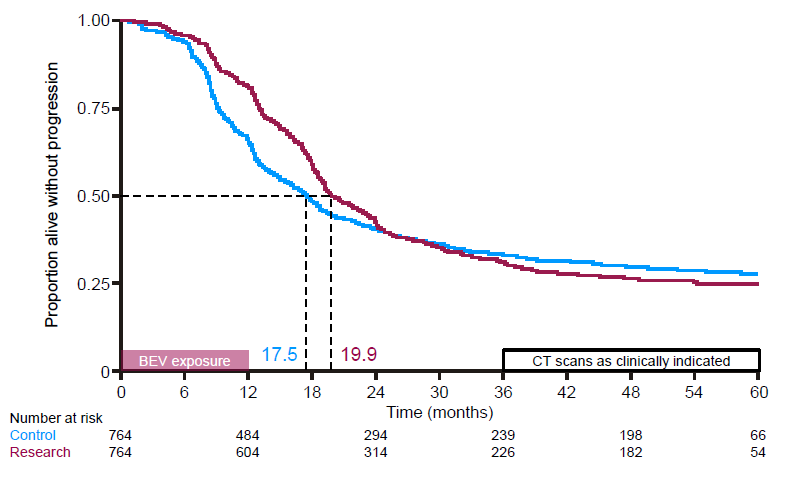 1.00
0.75
0.50
0.25
0
Proportion alive without progression
BEV exposure
17.5
19.9
CT scans as clinically indicated
0 6 12 18 24 30 36 42 48 54 60
Time (months)
Number at risk
Control 764 484 294 239 198 66
Research 764 604 314 226 182 54